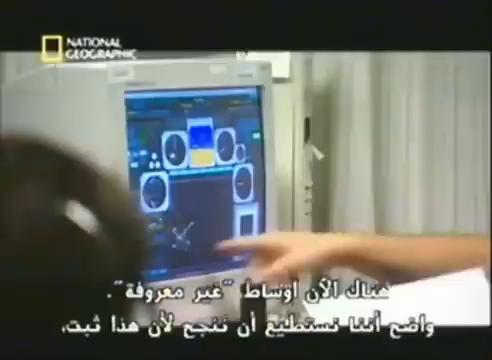 NATIONAL
GEOGRAPHIC
هناك الآن أوساط "غير معروفة".
واضح أننا نستطيع أن ننجح لأن هذا ثبت،